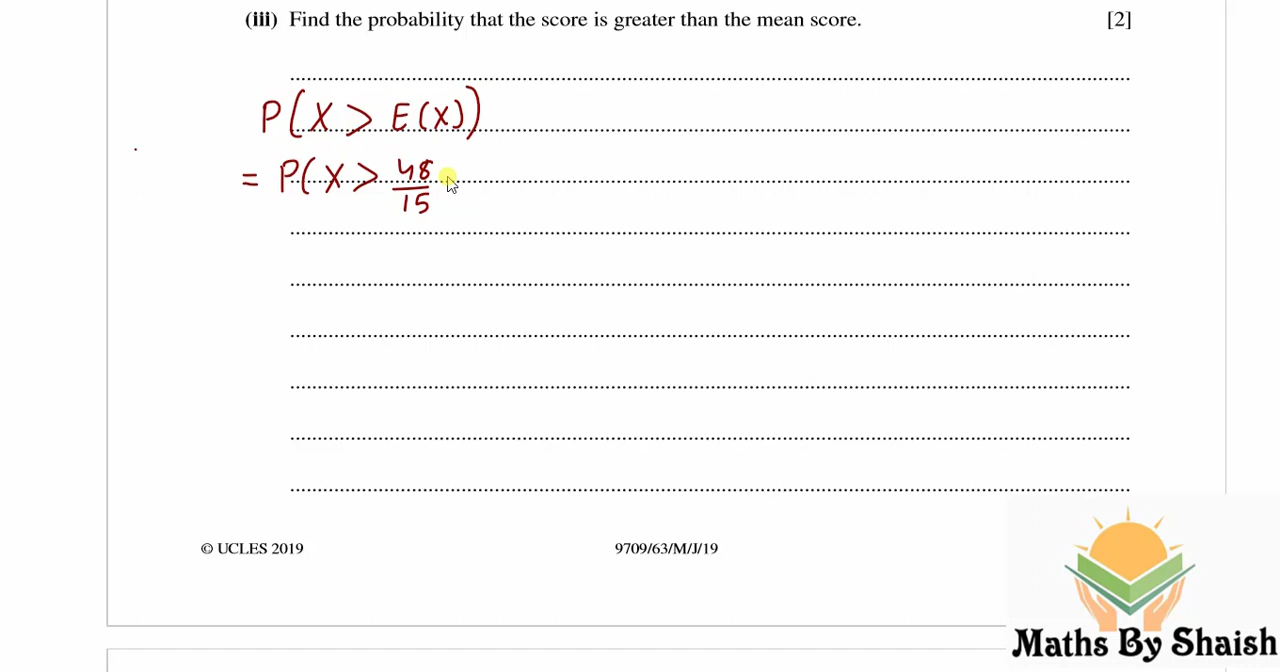 (iii) Find the probability that the score is greater than the mean score. [2]
P(X > E(X))
= P(X > 48/15
© UCLES 2019 9709/63/M/J/19
Maths By Shaish